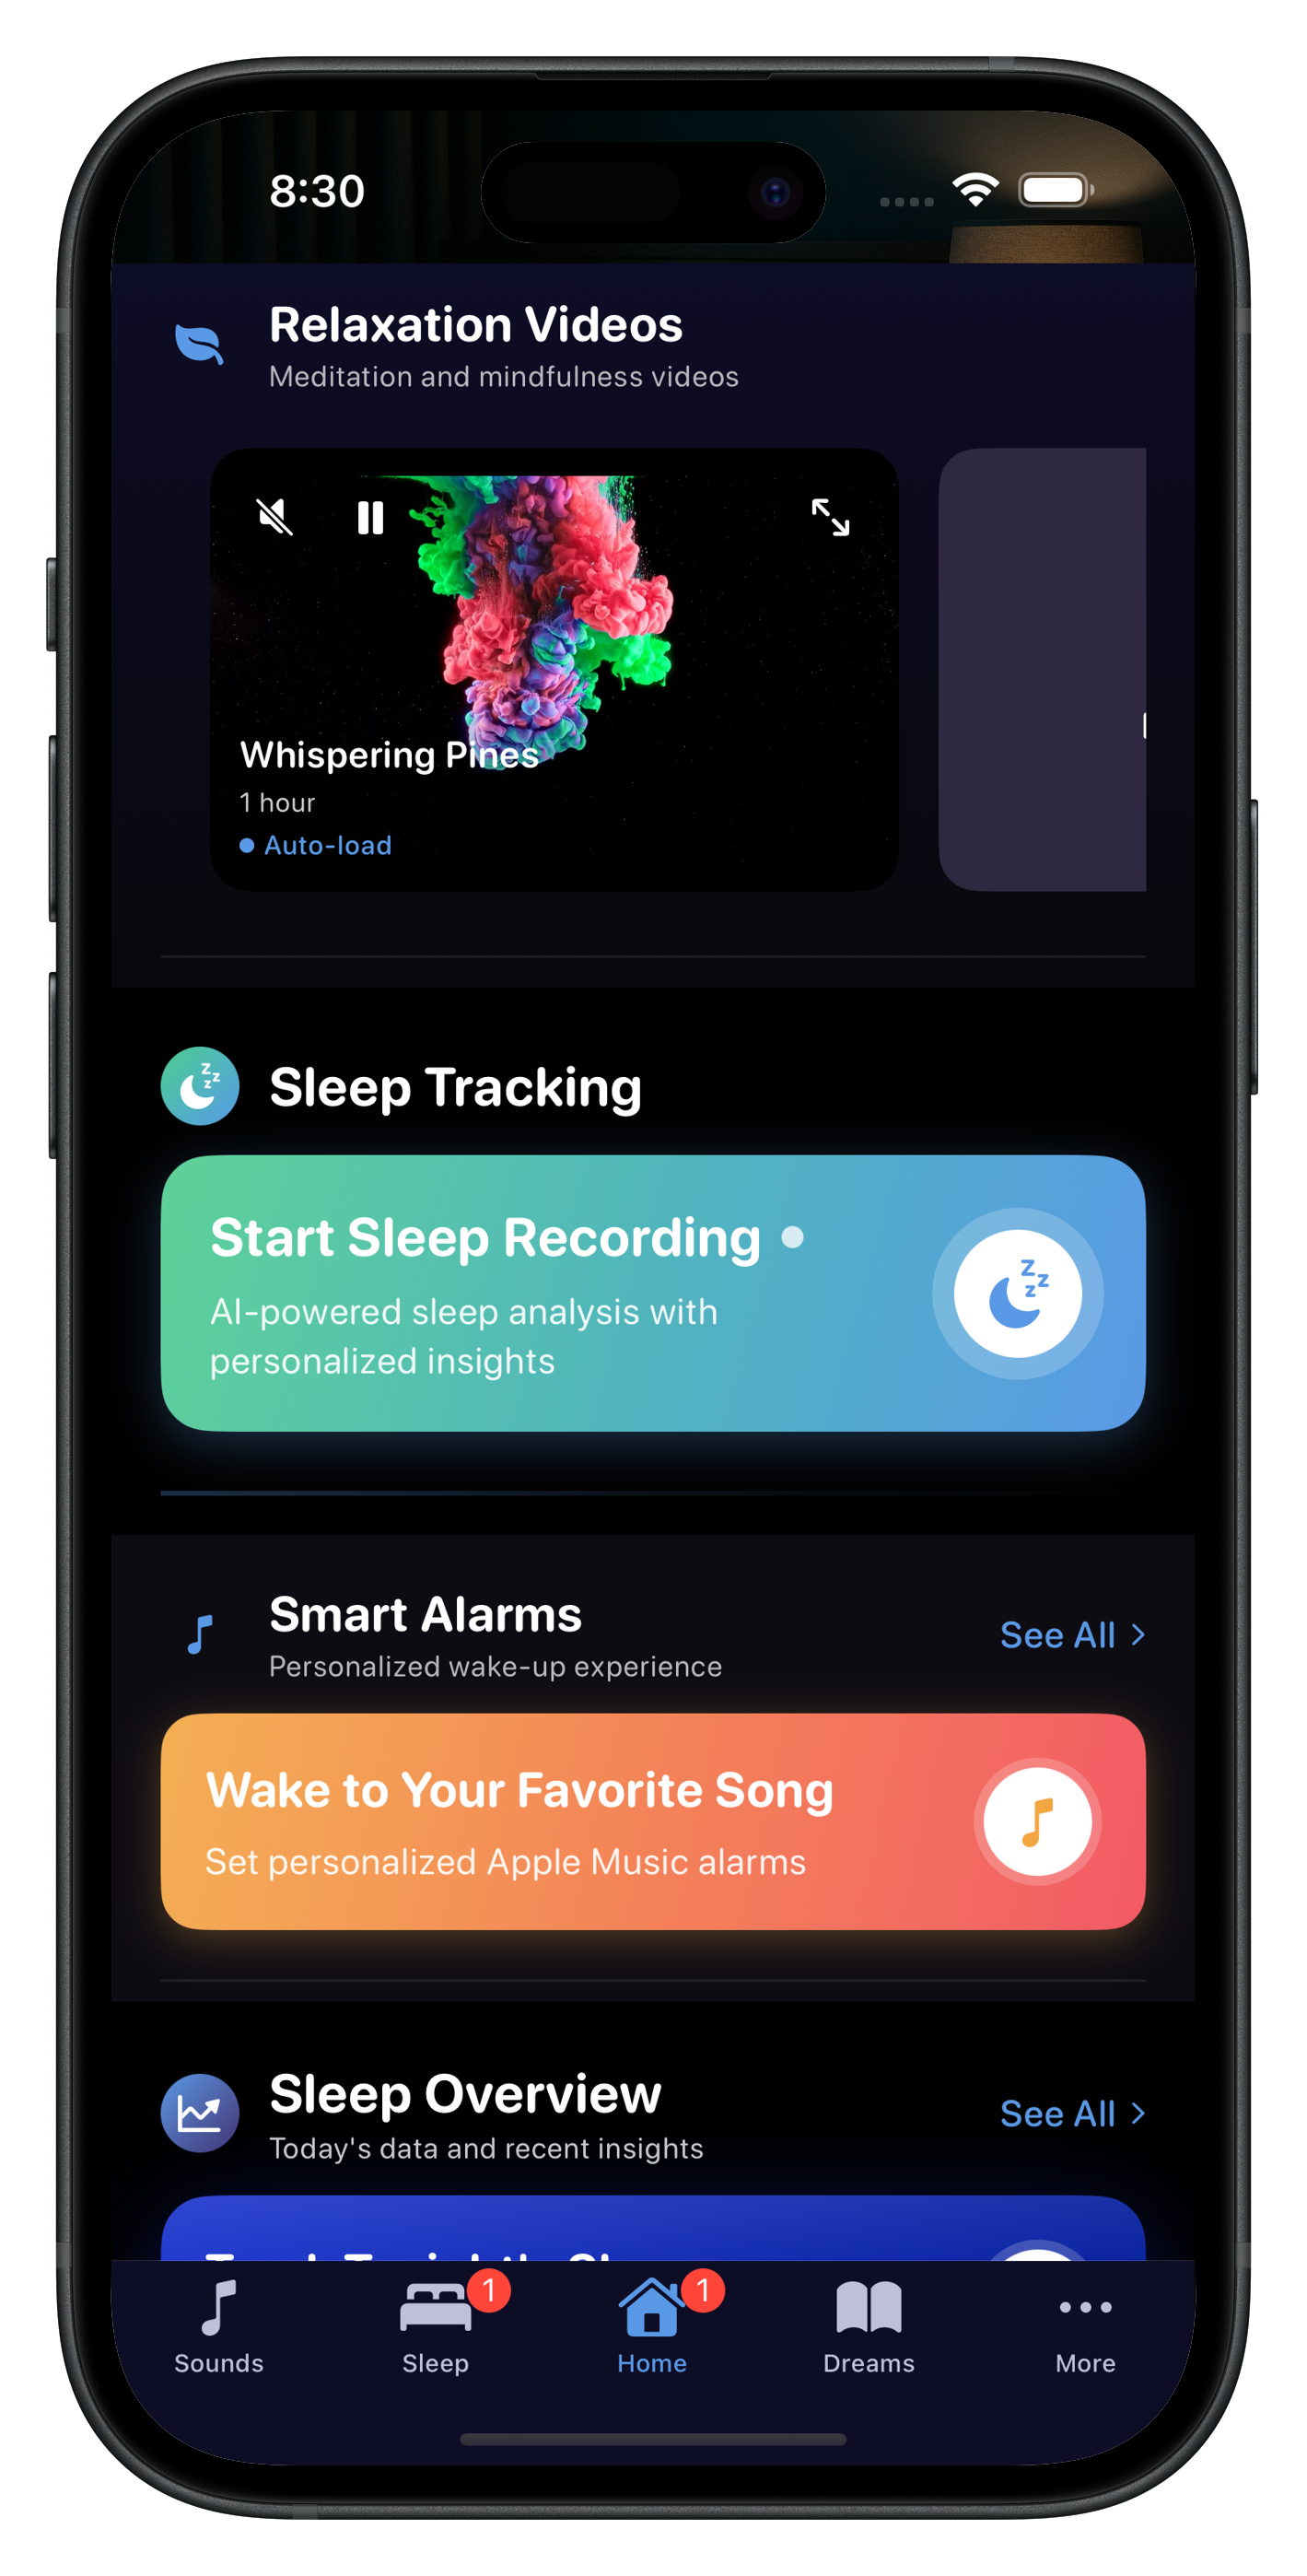 8:30
Relaxation Videos
Meditation and mindfulness videos
Whispering Pines
1 hour
Auto-load
Sleep Tracking
Start Sleep Recording
AI-powered sleep analysis with
personalized insights
Smart Alarms
See All
Personalized wake-up experience
Wake to Your Favorite Song
Set personalized Apple Music alarms
Sleep Overview
See All
Today's data and recent insights
1
1
Sounds
Sleep
Home
Dreams
More